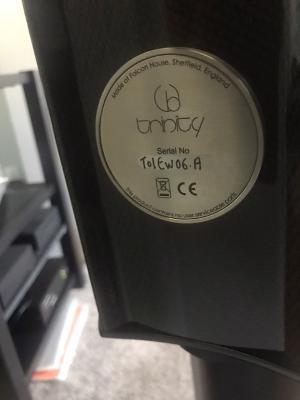 Made at Falcon House, Sheffield, England
trinity
Serial No
T01EW06.A
CE
This product contains no user serviceable parts